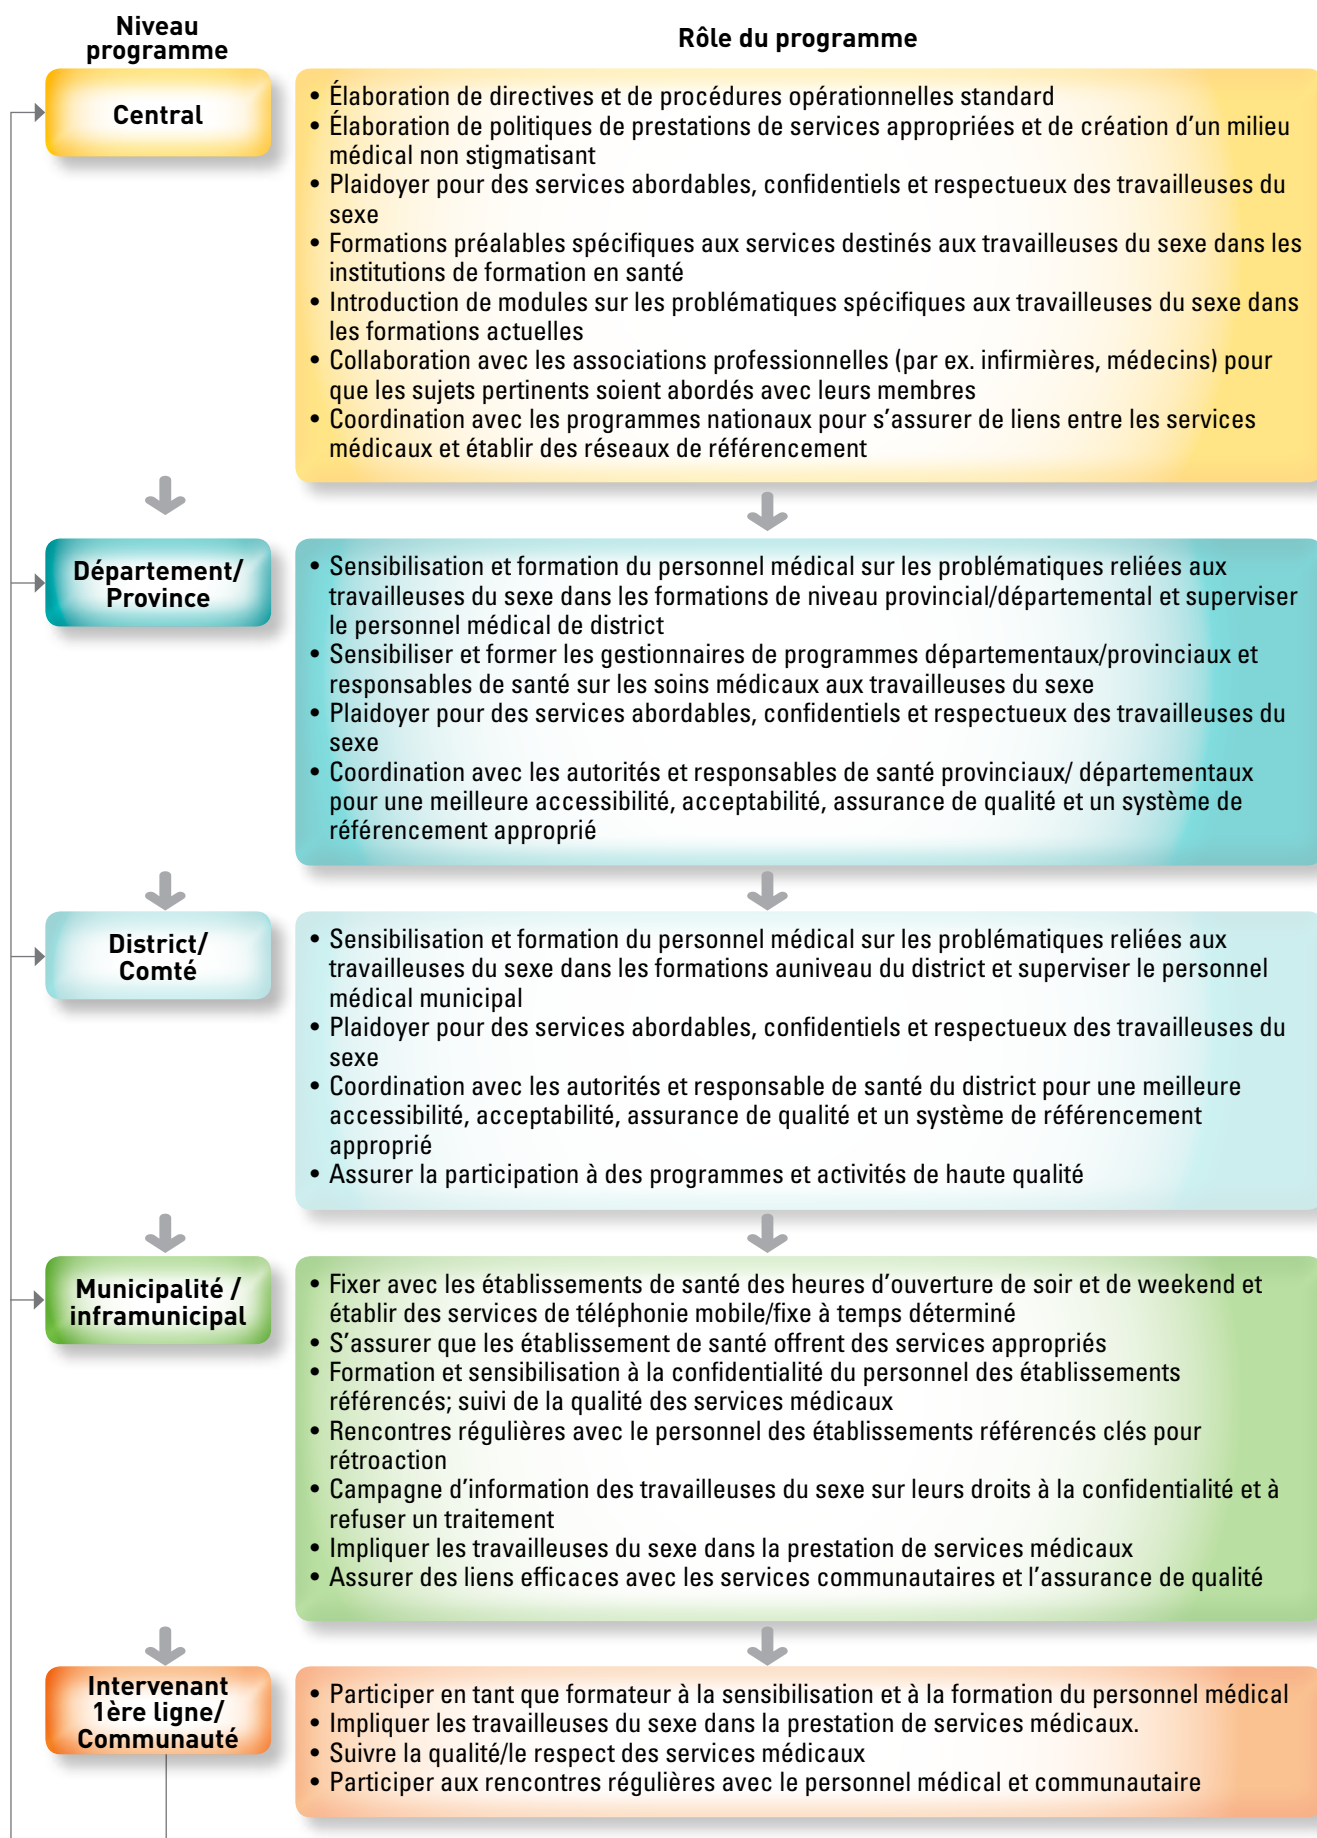 Niveau
programme
Rôle du programme
Central
• Élaboration de directives et de procédures opérationnelles standard
• Élaboration de politiques de prestations de services appropriées et de création d’un milieu
médical non stigmatisant
• Plaidoyer pour des services abordables, confidentiels et respectueux des travailleuses du
sexe
• Formations préalables spécifiques aux services destinés aux travailleuses du sexe dans les
institutions de formation en santé
• Introduction de modules sur les problématiques spécifiques aux travailleuses du sexe dans
les formations actuelles
• Collaboration avec les associations professionnelles (par ex. infirmières, médecins) pour
que les sujets pertinents soient abordés avec leurs membres
• Coordination avec les programmes nationaux pour s’assurer de liens entre les services
médicaux et établir des réseaux de référencement
Département/
Province
• Sensibilisation et formation du personnel médical sur les problématiques reliées aux
travailleuses du sexe dans les formations de niveau provincial/départemental et superviser
le personnel médical de district
• Sensibiliser et former les gestionnaires de programmes départementaux/provinciaux et
responsables de santé sur les soins médicaux aux travailleuses du sexe
• Plaidoyer pour des services abordables, confidentiels et respectueux des travailleuses du
sexe
• Coordination avec les autorités et responsables de santé provinciaux/ départementaux
pour une meilleure accessibilité, acceptabilité, assurance de qualité et un système de
référencement approprié
District/
Comté
• Sensibilisation et formation du personnel médical sur les problématiques reliées aux
travailleuses du sexe dans les formations auniveau du district et superviser le personnel
médical municipal
• Plaidoyer pour des services abordables, confidentiels et respectueux des travailleuses du
sexe
• Coordination avec les autorités et responsable de santé du district pour une meilleure
accessibilité, acceptabilité, assurance de qualité et un système de référencement
approprié
• Assurer la participation à des programmes et activités de haute qualité
Municipalité /
inframunicipal
• Fixer avec les établissements de santé des heures d’ouverture de soir et de weekend et
établir des services de téléphonie mobile/fixe à temps déterminé
• S’assurer que les établissement de santé offrent des services appropriés
• Formation et sensibilisation à la confidentialité du personnel des établissements
référencés; suivi de la qualité des services médicaux
• Rencontres régulières avec le personnel des établissements référencés clés pour
rétroaction
• Campagne d’information des travailleuses du sexe sur leurs droits à la confidentialité et à
refuser un traitement
• Impliquer les travailleuses du sexe dans la prestation de services médicaux
• Assurer des liens efficaces avec les services communautaires et l’assurance de qualité
Intervenant
1ère ligne/
Communauté
• Participer en tant que formateur à la sensibilisation et à la formation du personnel médical
• Impliquer les travailleuses du sexe dans la prestation de services médicaux.
• Suivre la qualité/le respect des services médicaux
• Participer aux rencontres régulières avec le personnel médical et communautaire